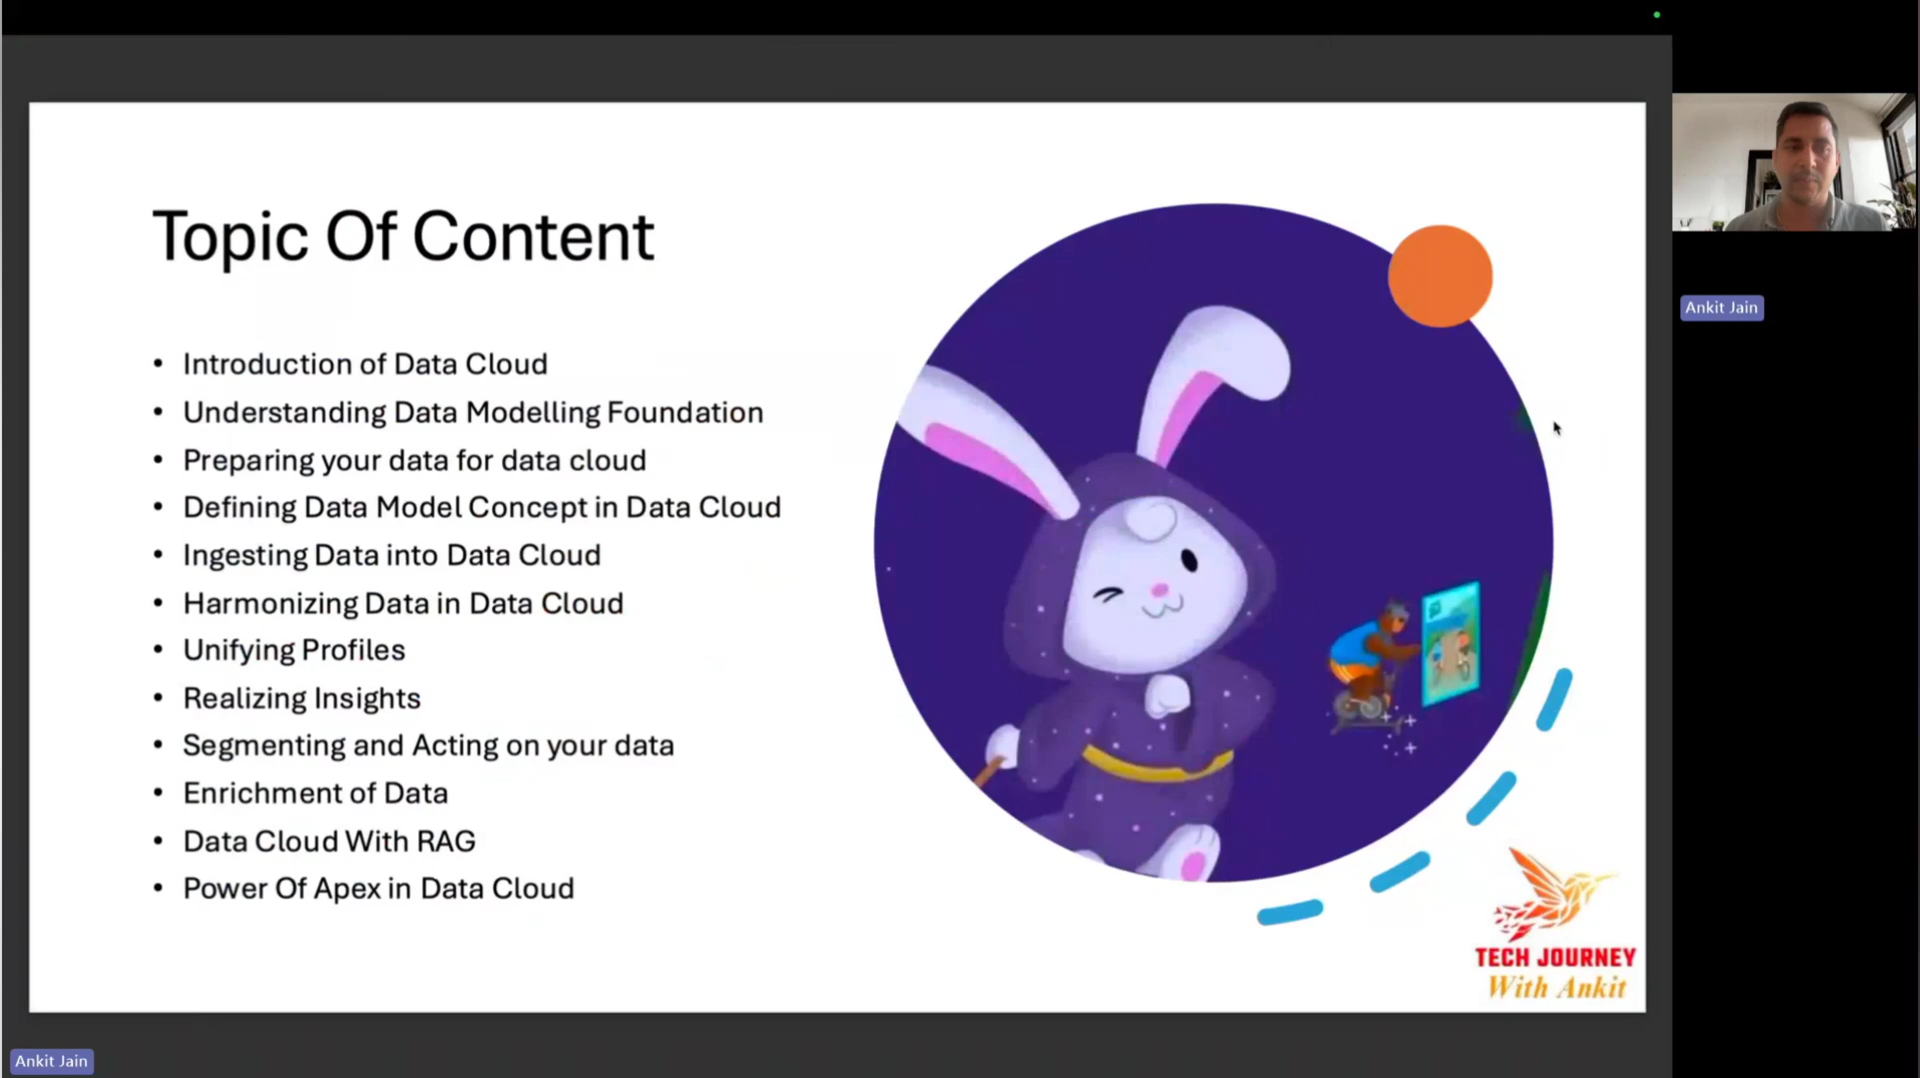 Topic Of Content
• Introduction of Data Cloud
• Understanding Data Modelling Foundation
• Preparing your data for data cloud
• Defining Data Model Concept in Data Cloud
• Ingesting Data into Data Cloud
• Harmonizing Data in Data Cloud
• Unifying Profiles
• Realizing Insights
• Segmenting and Acting on your data
• Enrichment of Data
• Data Cloud With RAG
• Power Of Apex in Data Cloud
TECH JOURNEY
With Ankit
Ankit Jain
Ankit Jain